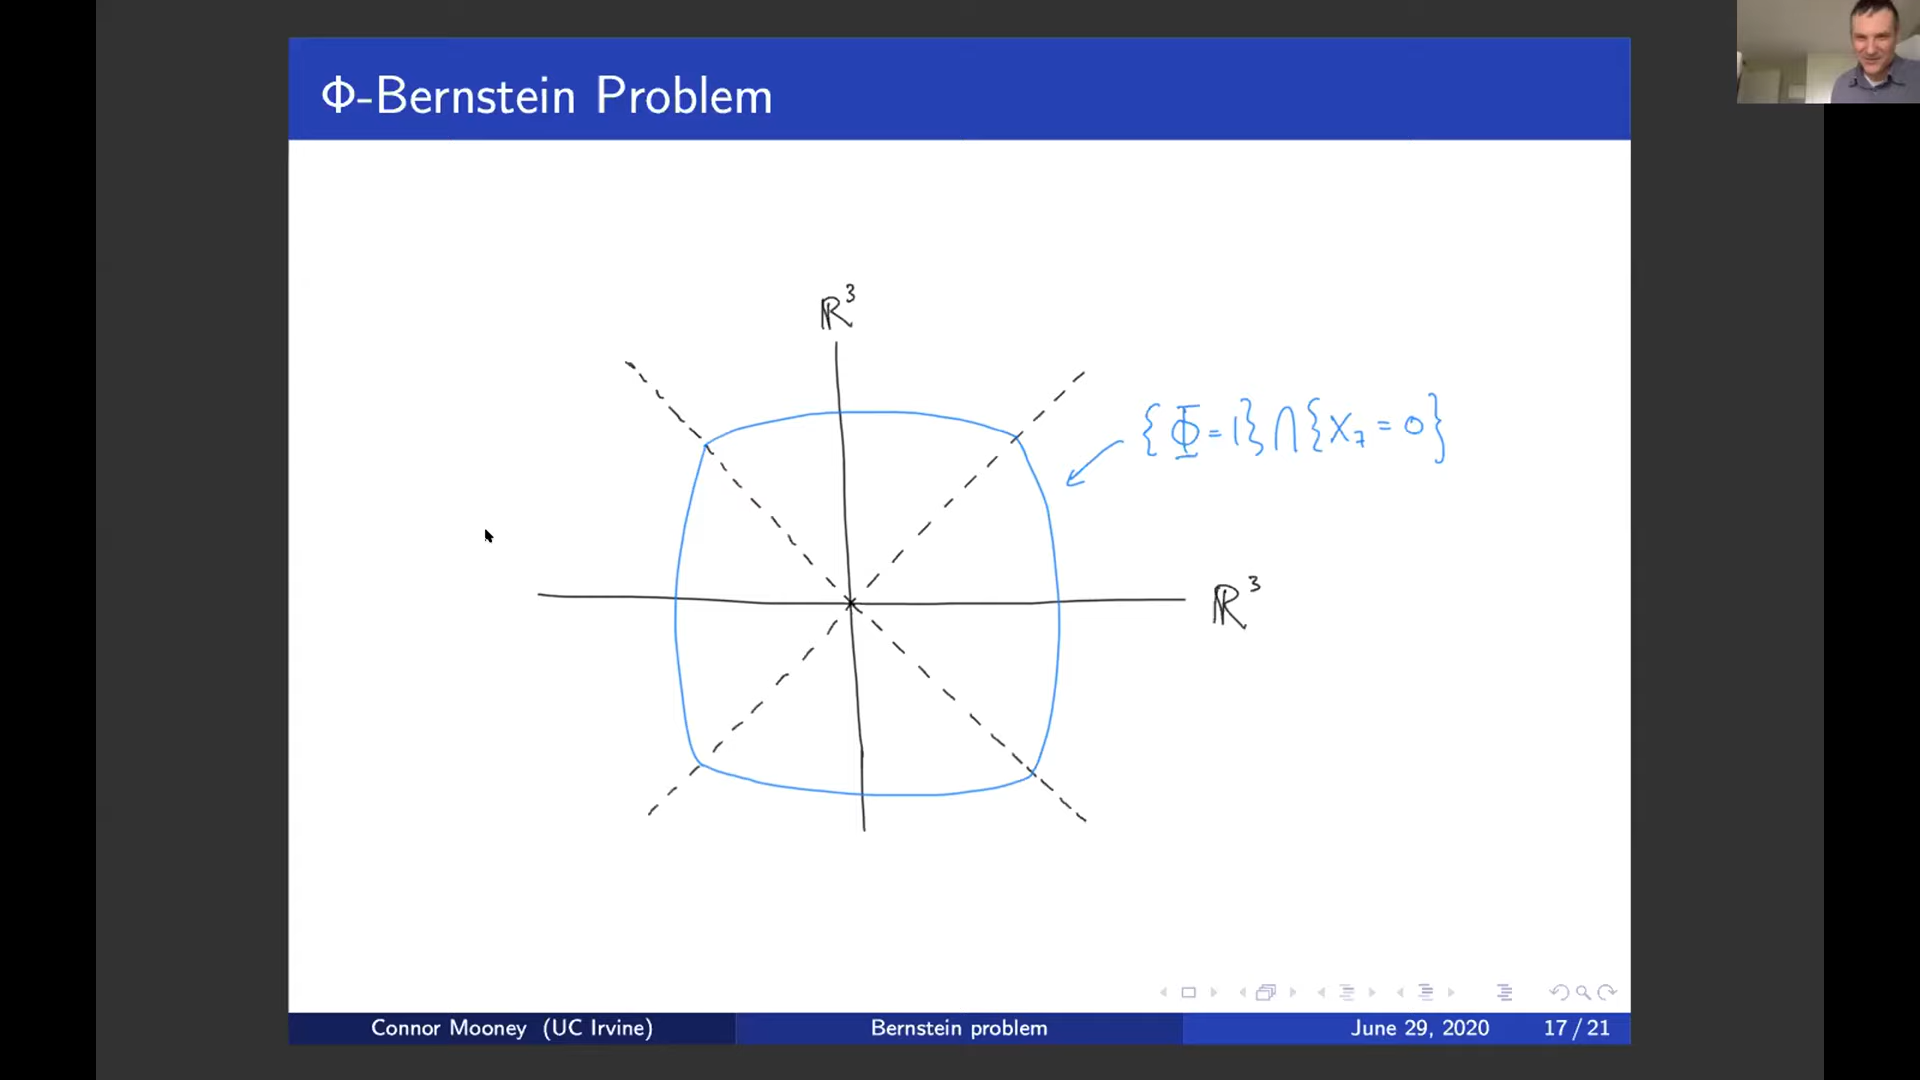 Φ-Bernstein Problem
ℝ³
{Φ=1}∩{X₇=0}
ℝ³
Connor Mooney (UC Irvine) Bernstein problem June 29, 2020 17 / 21